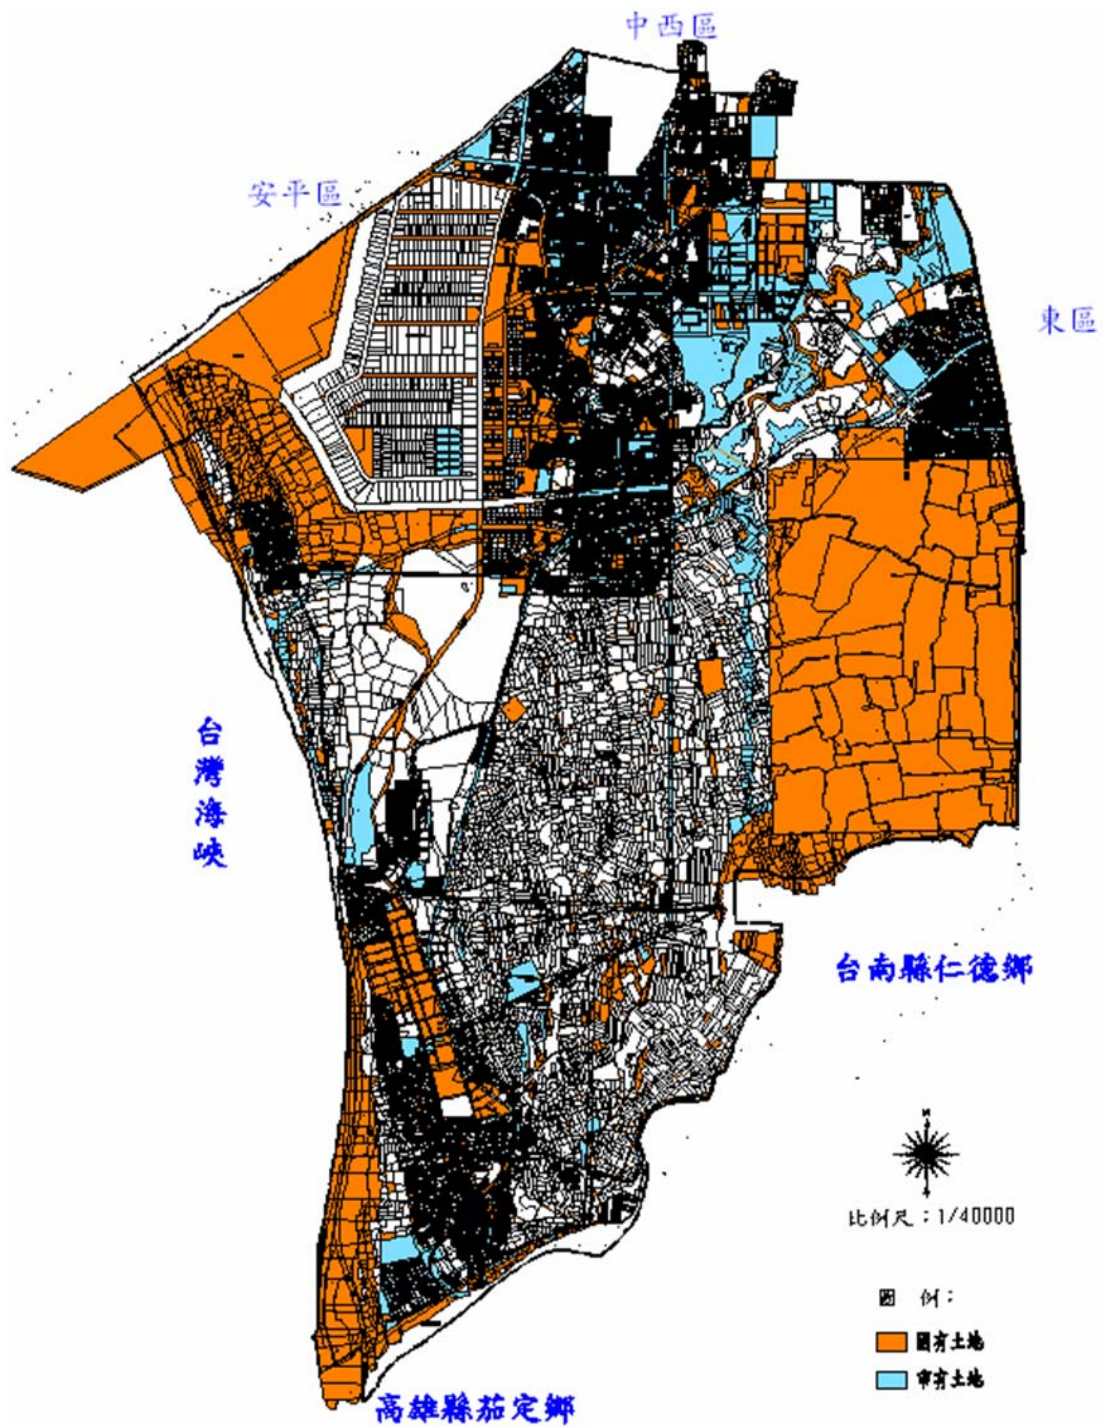 中西區
安平區
東區
台灣海峽
台南縣仁德鄉
N
比例尺：1/40000
圖 例：
國有土地
市有土地
高雄縣茄定鄉